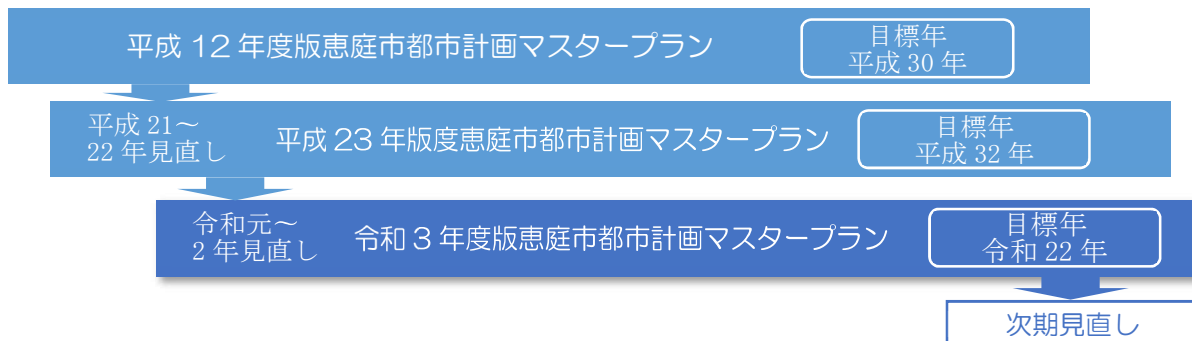 平成 12 年度版恵庭市都市計画マスタープラン
目標年
平成 30 年
平成 21～
22 年見直し
平成 23 年版度恵庭市都市計画マスタープラン
目標年
平成 32 年
令和元～
2 年見直し
令和 3 年度版恵庭市都市計画マスタープラン
目標年
令和 22 年
次期見直し